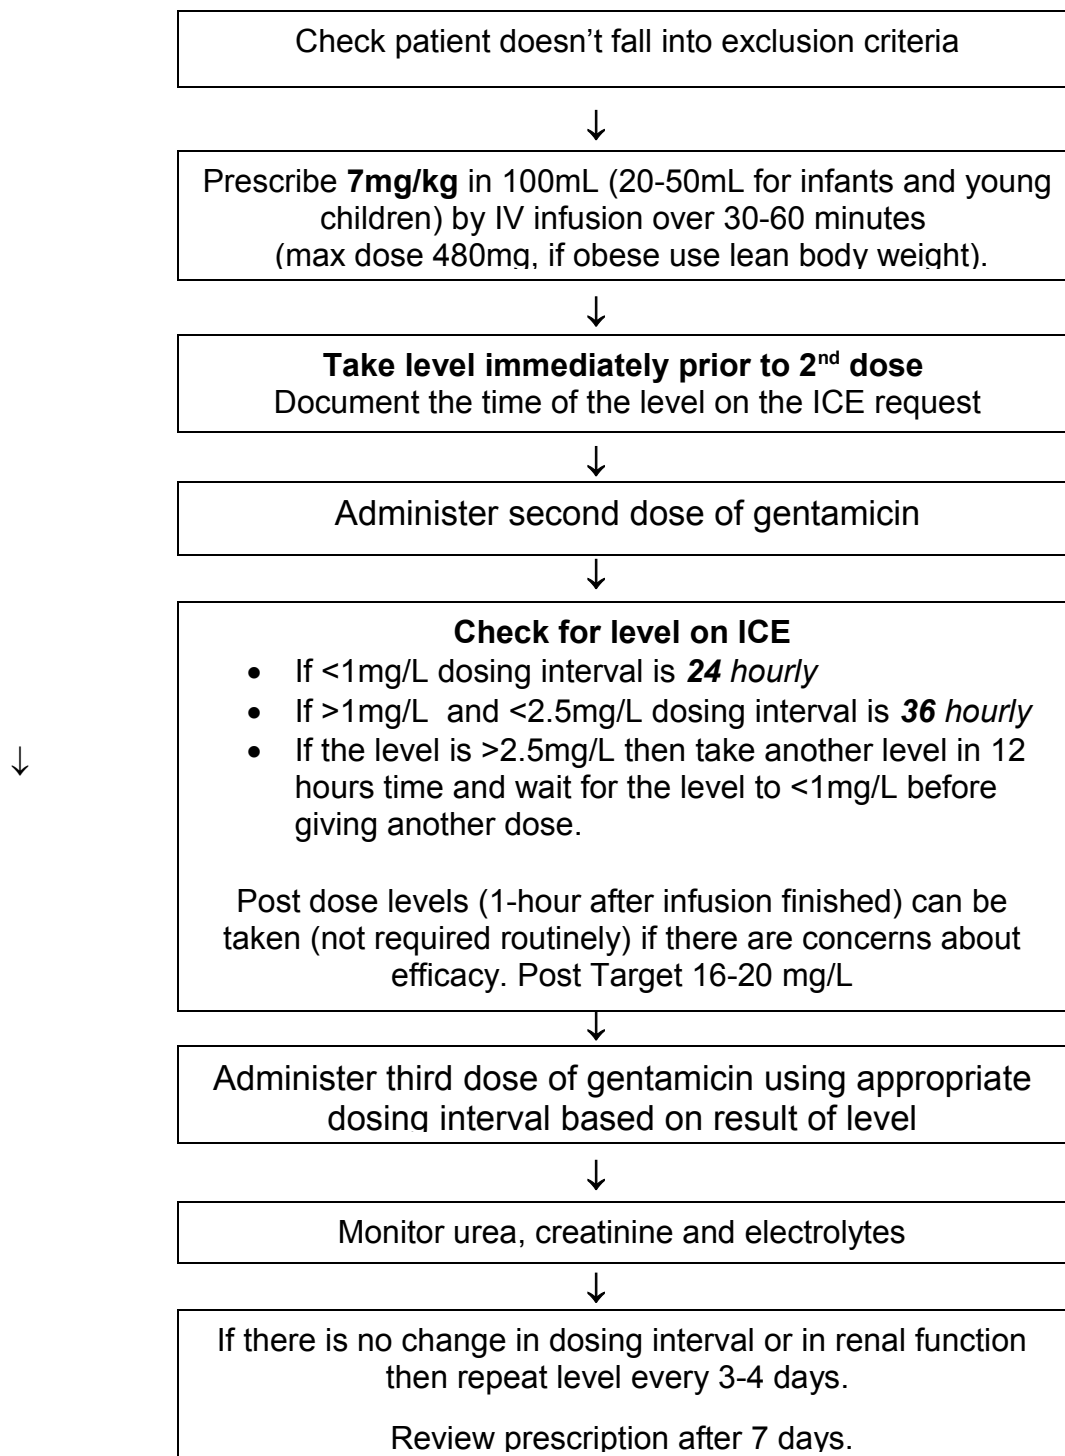 Check patient doesn’t fall into exclusion criteria
↓
Prescribe 7mg/kg in 100mL (20-50mL for infants and young
children) by IV infusion over 30-60 minutes
(max dose 480mg, if obese use lean body weight).
↓
Take level immediately prior to 2nd dose
Document the time of the level on the ICE request
↓
Administer second dose of gentamicin
↓
Check for level on ICE
• If <1mg/L dosing interval is 24 hourly
• If >1mg/L and <2.5mg/L dosing interval is 36 hourly
• If the level is >2.5mg/L then take another level in 12
hours time and wait for the level to <1mg/L before
giving another dose.
↓
Post dose levels (1-hour after infusion finished) can be
taken (not required routinely) if there are concerns about
efficacy. Post Target 16-20 mg/L
↓
Administer third dose of gentamicin using appropriate
dosing interval based on result of level
↓
Monitor urea, creatinine and electrolytes
↓
If there is no change in dosing interval or in renal function
then repeat level every 3-4 days.
Review prescription after 7 days.